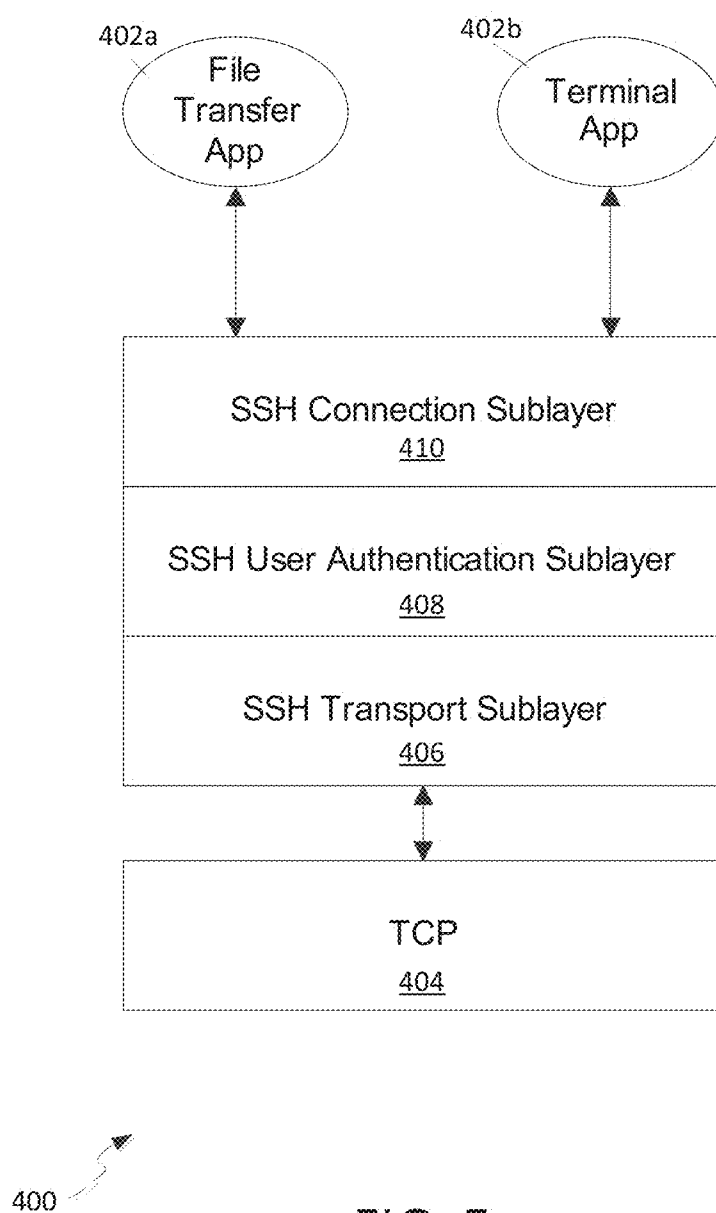 402a
File
Transfer
App
402b
Terminal
App
SSH Connection Sublayer
410
SSH User Authentication Sublayer
408
SSH Transport Sublayer
406
TCP
404
400